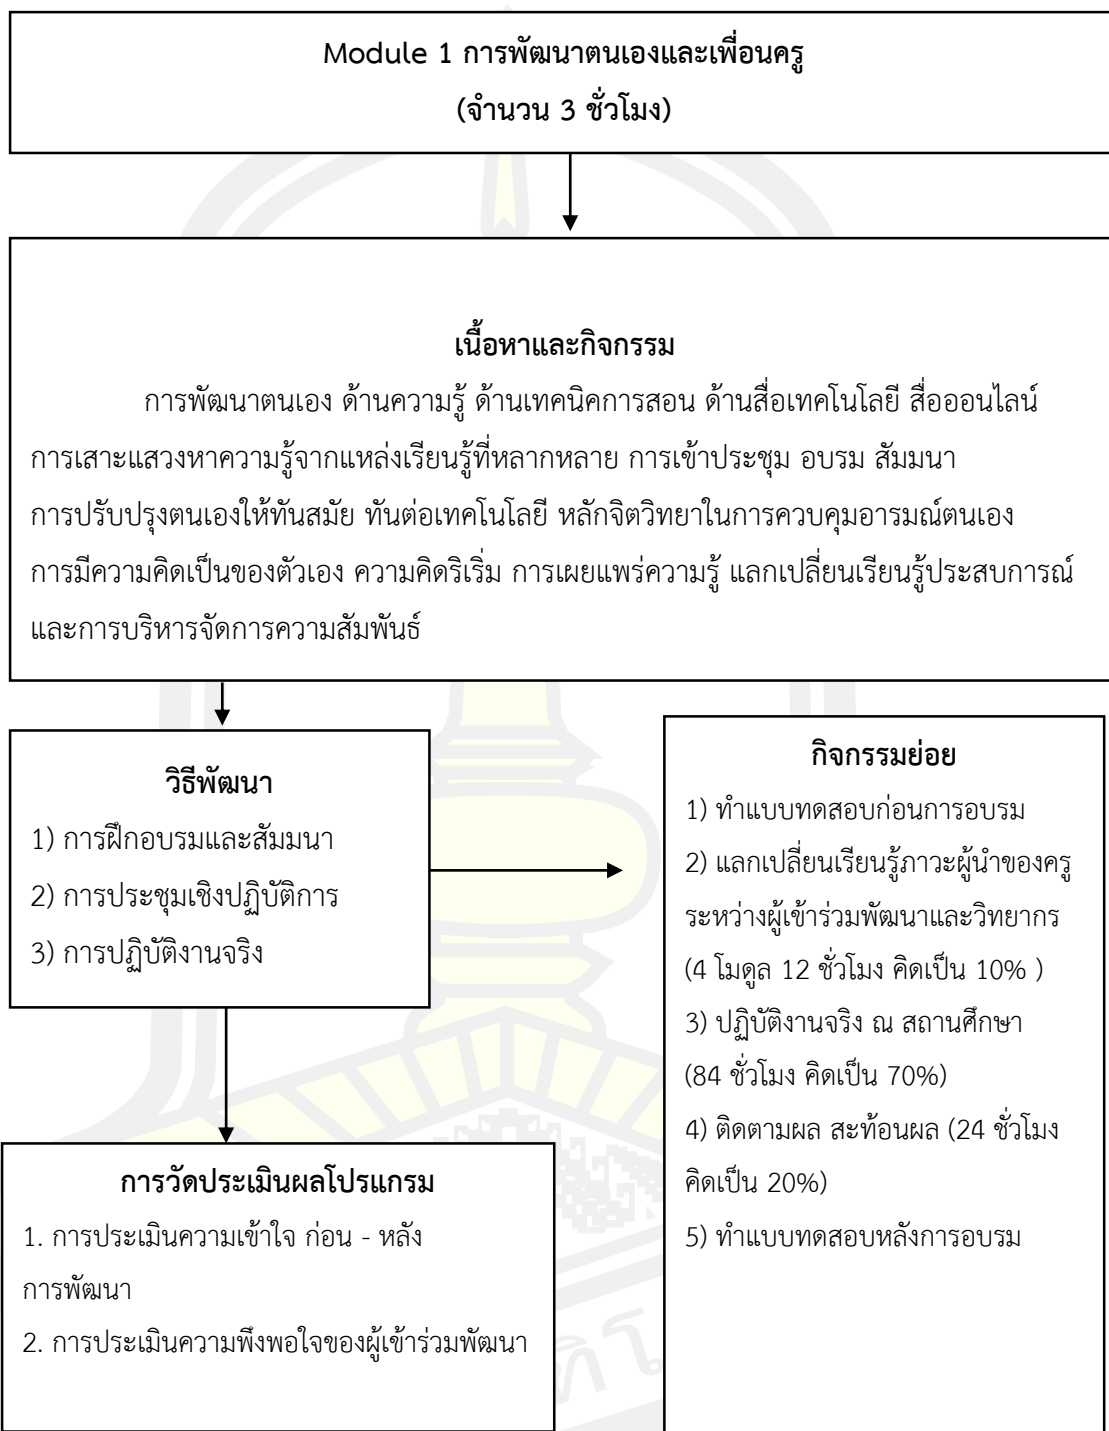 Module 1 การพัฒนาตนเองและเพื่อนครู
(จำนวน 3 ชั่วโมง)
เนื้อหาและกิจกรรม
การพัฒนาตนเอง ด้านความรู้ ด้านเทคนิคการสอน ด้านสื่อเทคโนโลยี สื่อออนไลน์
การเสาะแสวงหาความรู้จากแหล่งเรียนรู้ที่หลากหลาย การเข้าประชุม อบรม สัมมนา
การปรับปรุงตนเองให้ทันสมัย ทันต่อเทคโนโลยี หลักจิตวิทยาในการควบคุมอารมณ์ตนเอง
การมีความคิดเป็นของตัวเอง ความคิดริเริ่ม การเผยแพร่ความรู้ แลกเปลี่ยนเรียนรู้ประสบการณ์
และการบริหารจัดการความสัมพันธ์
วิธีพัฒนา
1) การฝึกอบรมและสัมมนา
2) การประชุมเชิงปฏิบัติการ
3) การปฏิบัติงานจริง
กิจกรรมย่อย
1) ทำแบบทดสอบก่อนการอบรม
2) แลกเปลี่ยนเรียนรู้ภาวะผู้นำของครู
ระหว่างผู้เข้าร่วมพัฒนาและวิทยากร
(4 โมดูล 12 ชั่วโมง คิดเป็น 10% )
3) ปฏิบัติงานจริง ณ สถานศึกษา
(84 ชั่วโมง คิดเป็น 70%)
4) ติดตามผล สะท้อนผล (24 ชั่วโมง
คิดเป็น 20%)
5) ทำแบบทดสอบหลังการอบรม
การวัดประเมินผลโปรแกรม
1. การประเมินความเข้าใจ ก่อน - หลัง
การพัฒนา
2. การประเมินความพึงพอใจของผู้เข้าร่วมพัฒนา